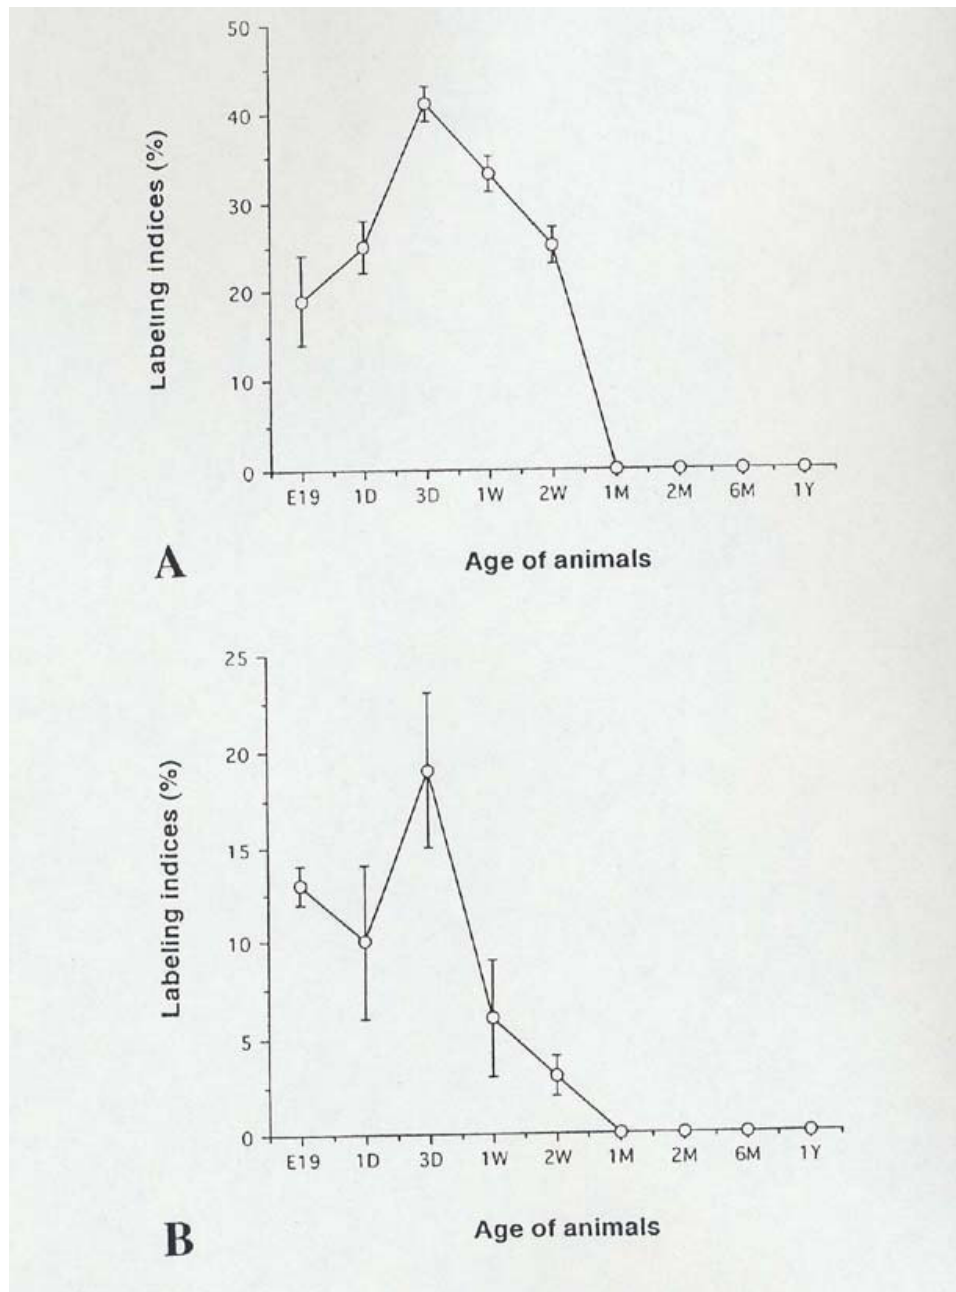 50
40
30
20
10
0
Labeling indices (%)
E19 1D 3D 1W 2W 1M 2M 6M 1Y
Age of animals
A
25
20
15
10
5
0
Labeling indices (%)
E19 1D 3D 1W 2W 1M 2M 6M 1Y
Age of animals
B